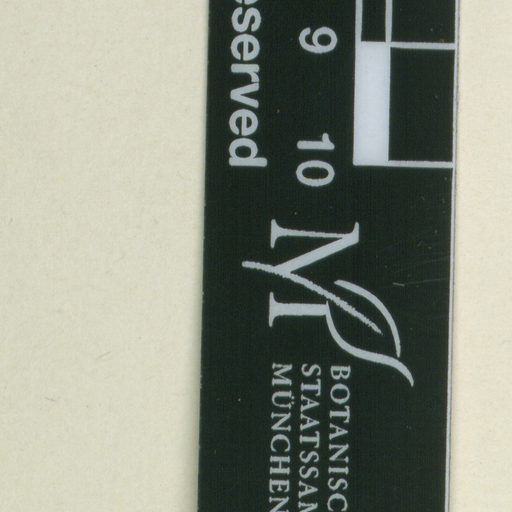 9 10
eserved
M
BOTANISC
STAATSSAM
MÜNCHEN